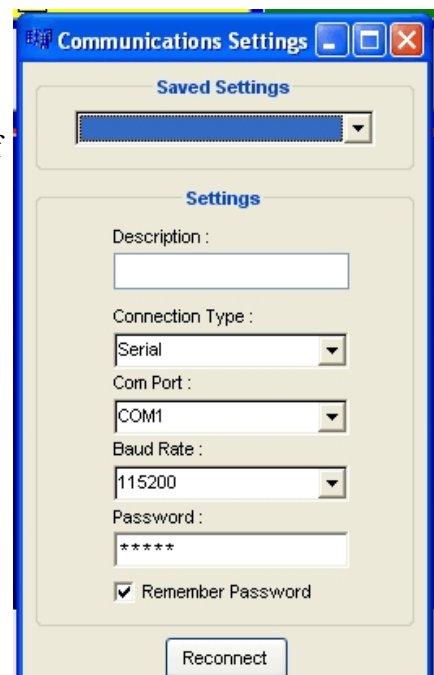 Communications Settings
Saved Settings
Settings
Description :
Connection Type :
Serial
Com Port :
COM1
Baud Rate :
115200
Password :
*****
Remember Password
Reconnect